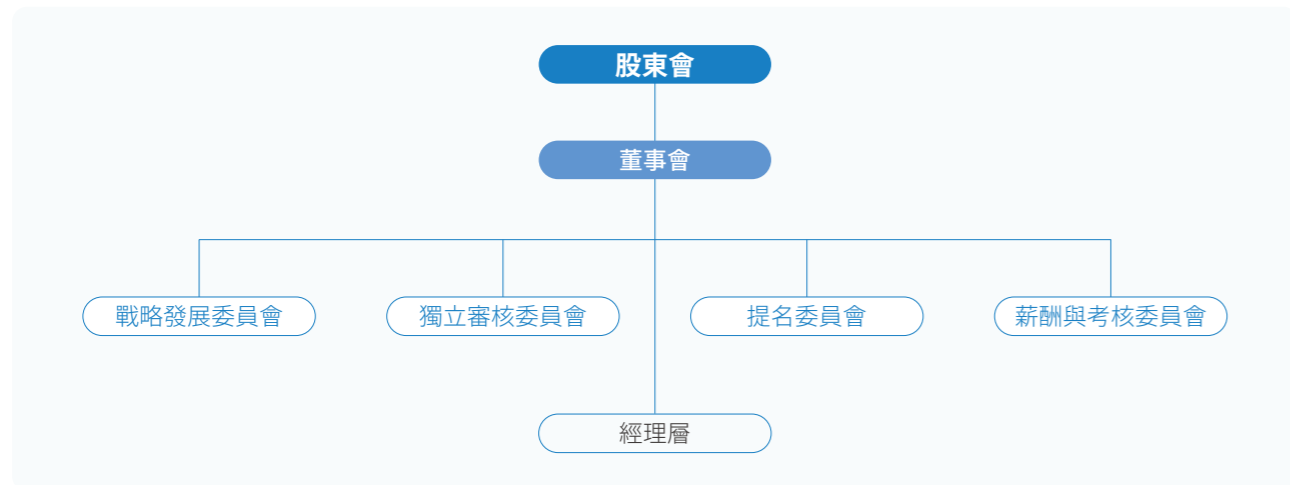 股東會
董事會
戰略發展委員會
獨立審核委員會
提名委員會
薪酬與考核委員會
經理層